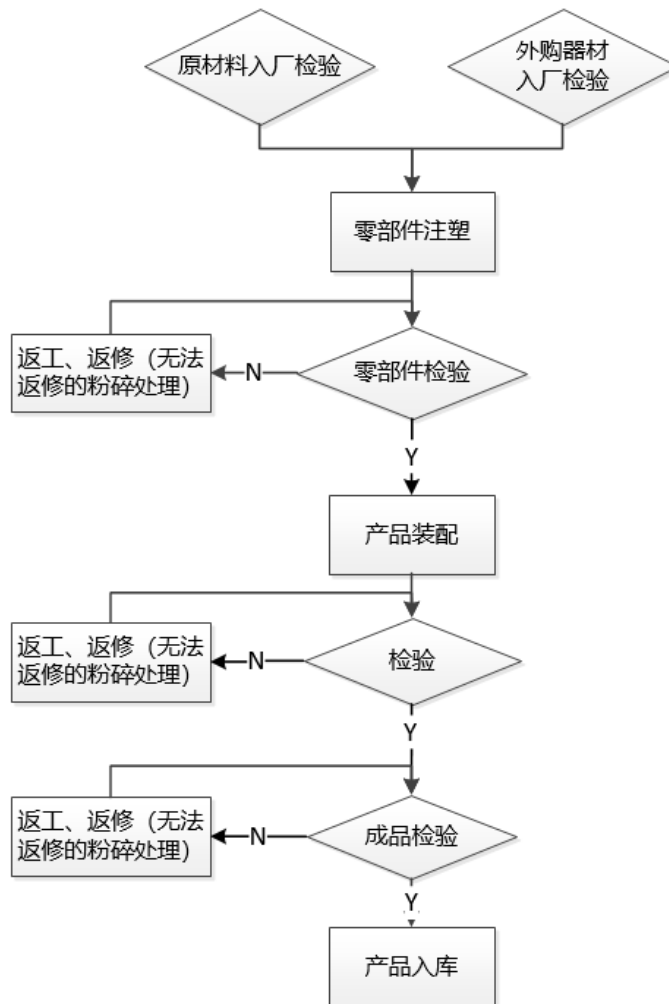 原材料入厂检验
外购器材
入厂检验
零部件注塑
返工、返修（无法
返修的粉碎处理）
N
零部件检验
Y
产品装配
返工、返修（无法
返修的粉碎处理）
N
检验
Y
返工、返修（无法
返修的粉碎处理）
N
成品检验
Y
产品入库